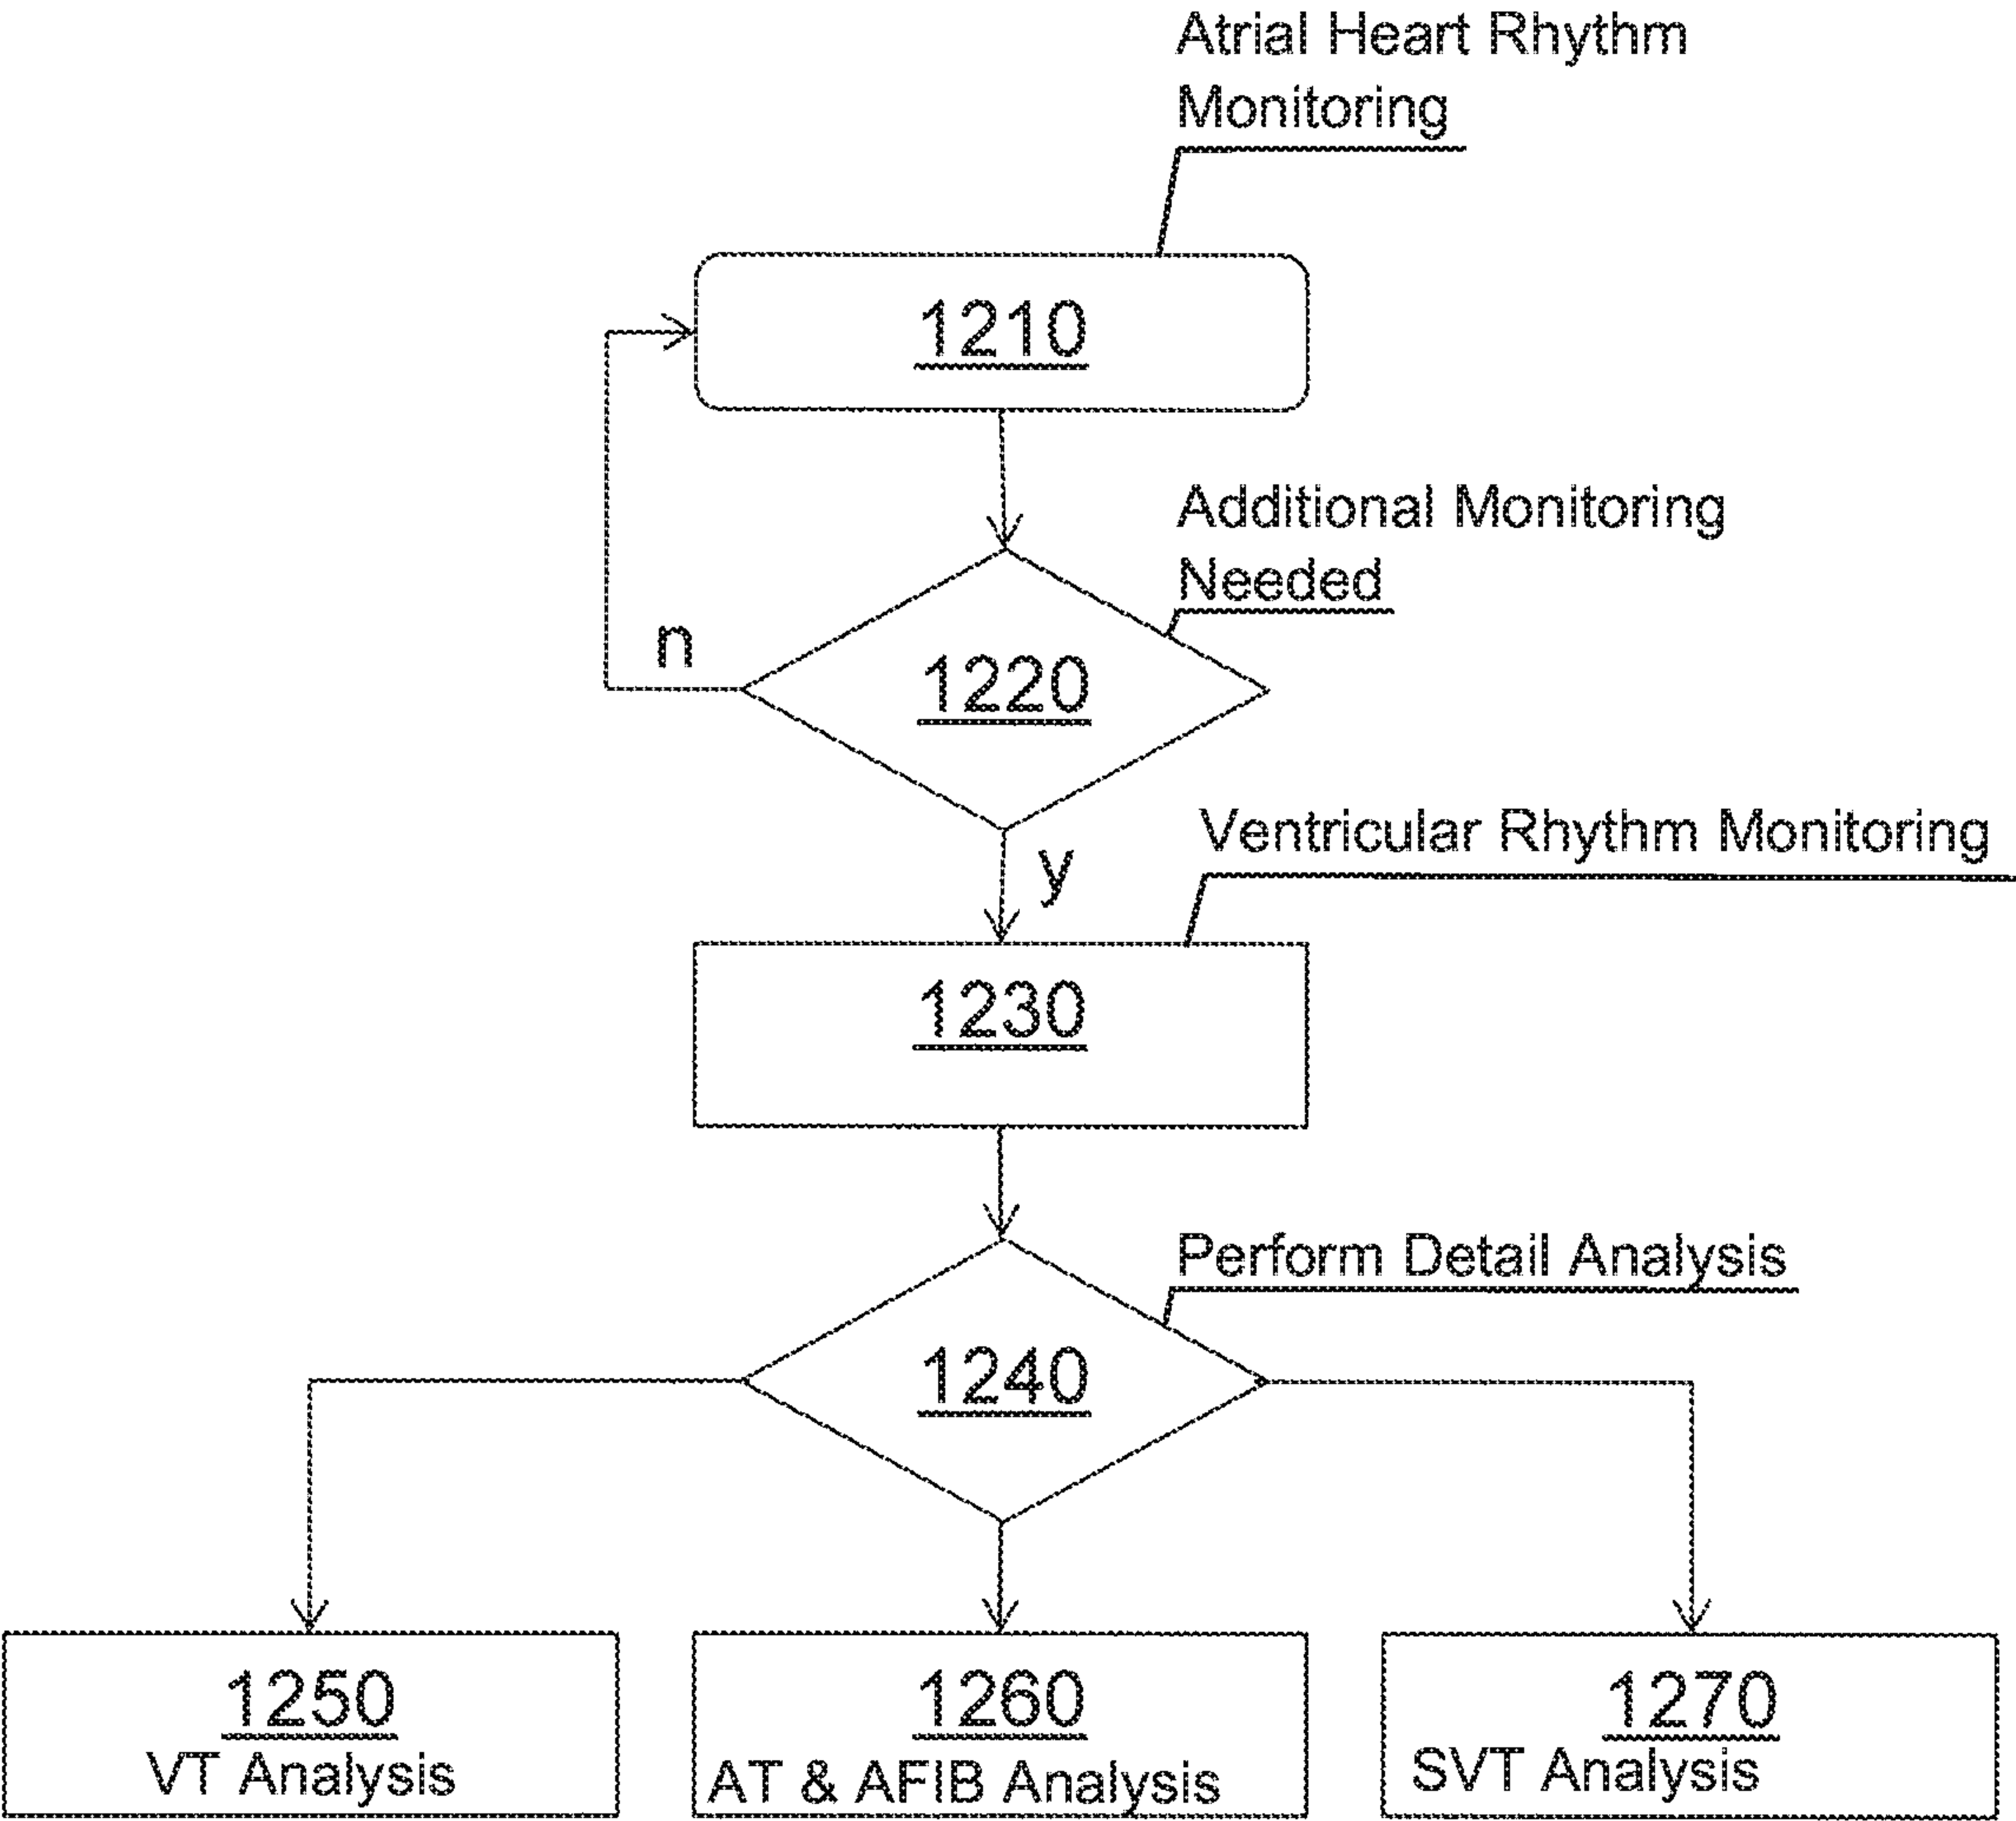 Atrial Heart Rhythm
Monitoring
1210
Additional Monitoring
Needed
n
1220
y
Ventricular Rhythm Monitoring
1230
Perform Detail Analysis
1240
1250
VT Analysis
1260
AT & AFIB Analysis
1270
SVT Analysis